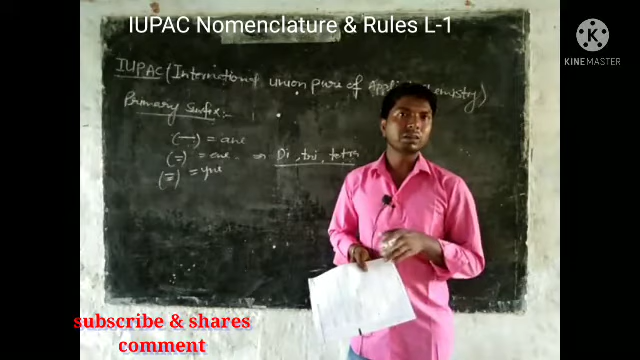 IUPAC Nomenclature & Rules L-1
KINEMASTER
IUPAC (International union pure of Applied chemistry)
Primary Suffix:-
(—) = ane
(=) = ene → Di, tri, tetra
(≡) = yne
subscribe & shares
comment